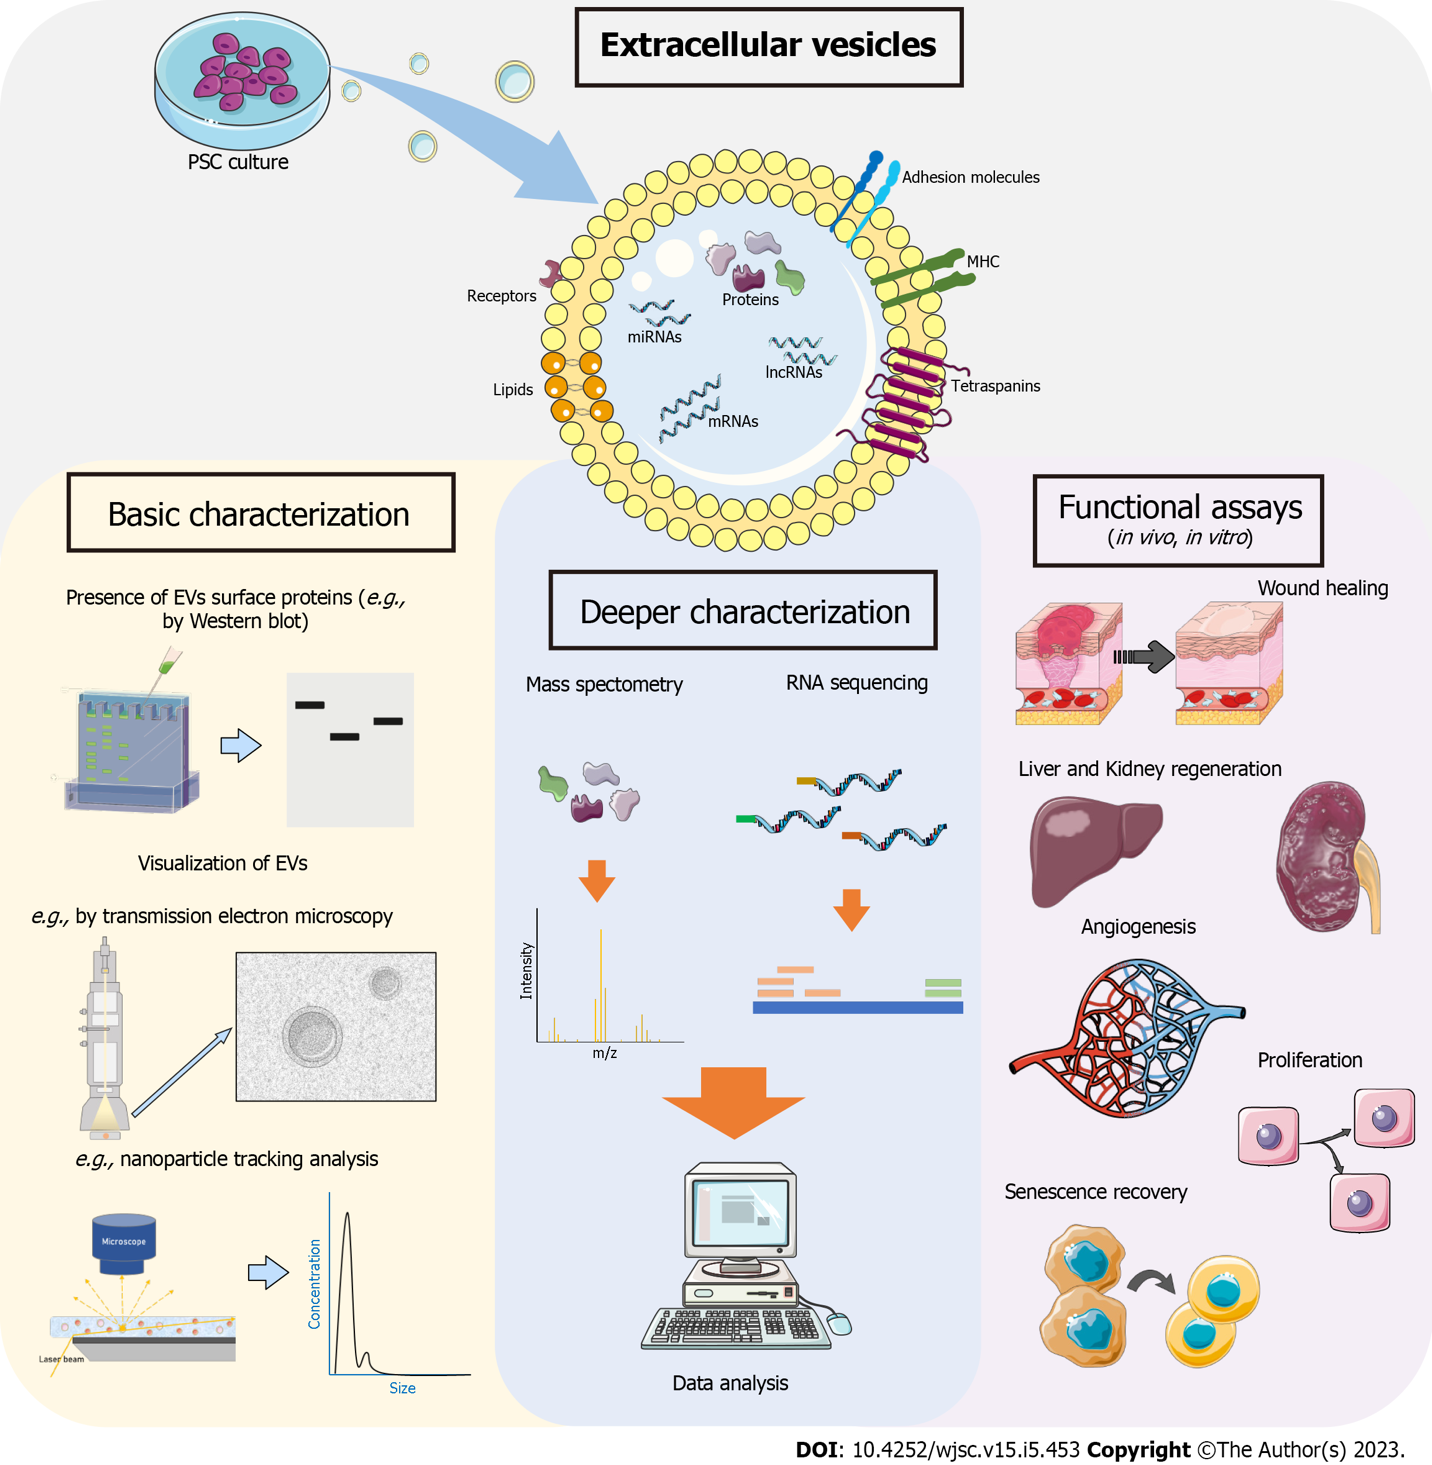 Extracellular vesicles
PSC culture
Adhesion molecules
MHC
Receptors
Proteins
miRNAs
lncRNAs
Lipids
Tetraspanins
mRNAs
Basic characterization
Presence of EVs surface proteins (e.g.,
by Western blot)
Visualization of EVs
e.g., by transmission electron microscopy
e.g., nanoparticle tracking analysis
Microscope
Laser beam
Concentration
Size
Deeper characterization
Mass spectometry
RNA sequencing
Intensity
m/z
Data analysis
Functional assays
(in vivo, in vitro)
Wound healing
Liver and Kidney regeneration
Angiogenesis
Proliferation
Senescence recovery
DOI: 10.4252/wjsc.v15.i5.453 Copyright ©The Author(s) 2023.